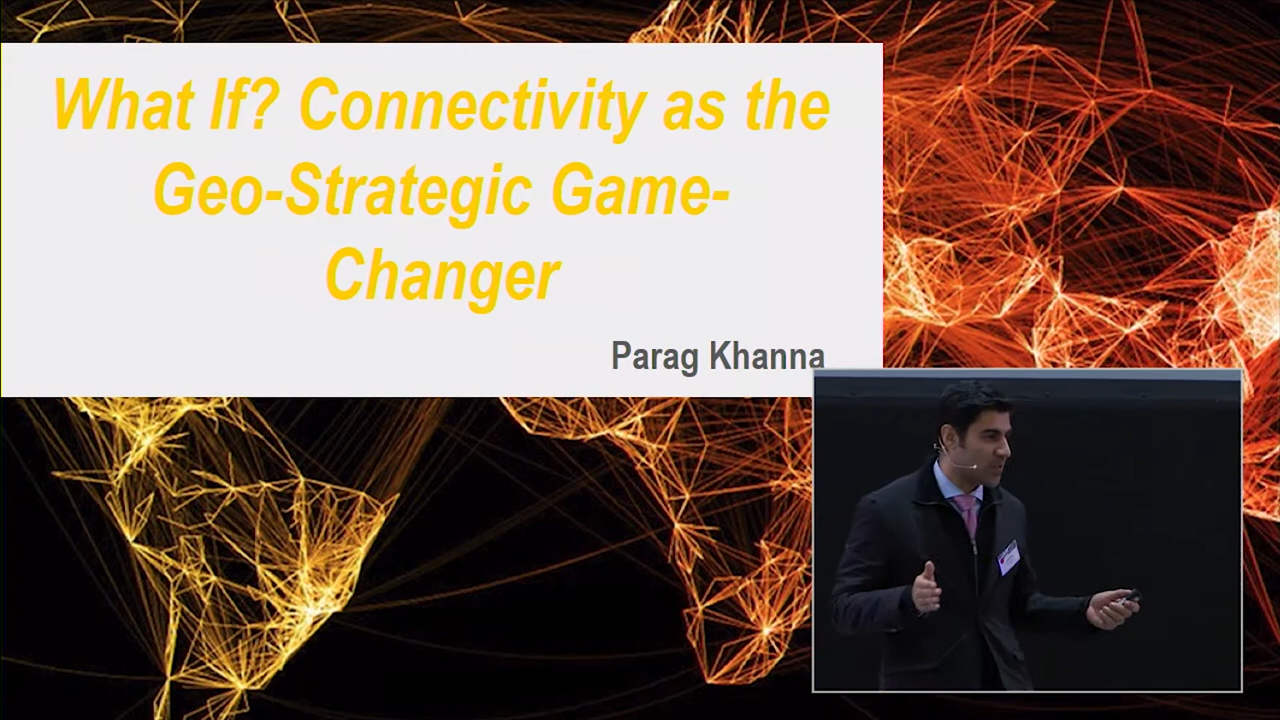 What If? Connectivity as the
Geo-Strategic Game-
Changer
Parag Khanna